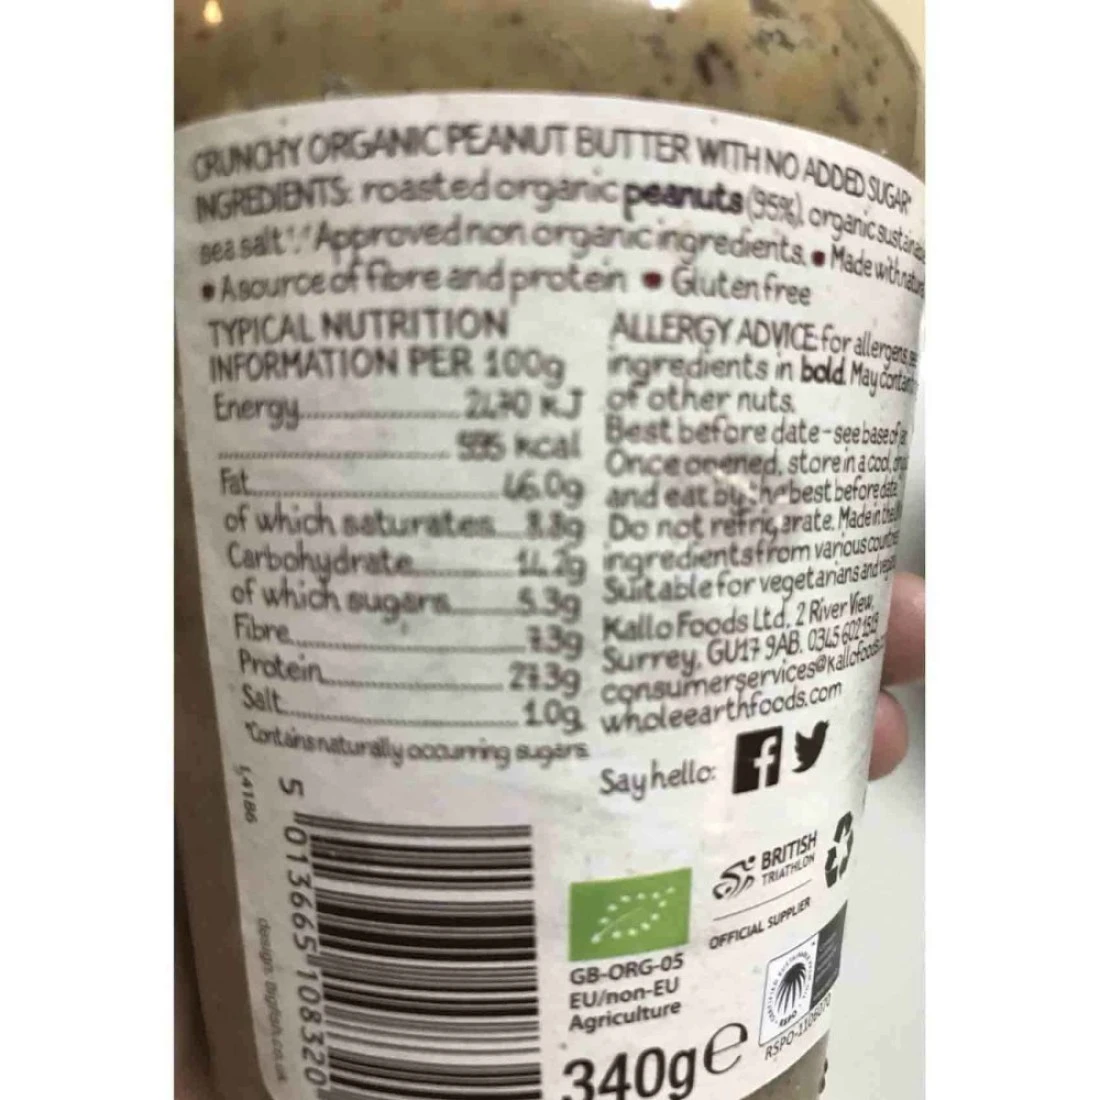 CRUNCHY ORGANIC PEANUT BUTTER WITH NO ADDED SUGAR*
INGREDIENTS: roasted organic peanuts (95%), organic
sea salt**. **Approved non organic ingredients. • Made with
• A source of fibre and protein • Gluten free
TYPICAL NUTRITION
INFORMATION PER 100g
Energy 2470 KJ
595 kcal
Fat 46.0g
of which saturates 8.8g
Carbohydrate 14.2g
of which sugars 5.3g
Fibre 7.3g
Protein 27.3g
Salt 1.0g
*Contains naturally occurring sugars
ALLERGY ADVICE: for allergens see
ingredients in bold. May contain
of other nuts.
Best before date - see base of
Once opened, store in a cool,
and eat by the best before date.
Do not refrigerate. Made in the
ingredients from various countries
Suitable for vegetarians and
Kallo Foods Ltd, 2 River View,
Surrey, GU17 9AB. 0345 602 1519
consumerservices@kallofoods
wholeearthfoods.com
Say hello:
L4186
5 013665 108320
BRITISH
TRIATHLON
OFFICIAL SUPPLIER
GB-ORG-05
EU/non-EU
Agriculture
340g e
RSPO
RSPO-1106070